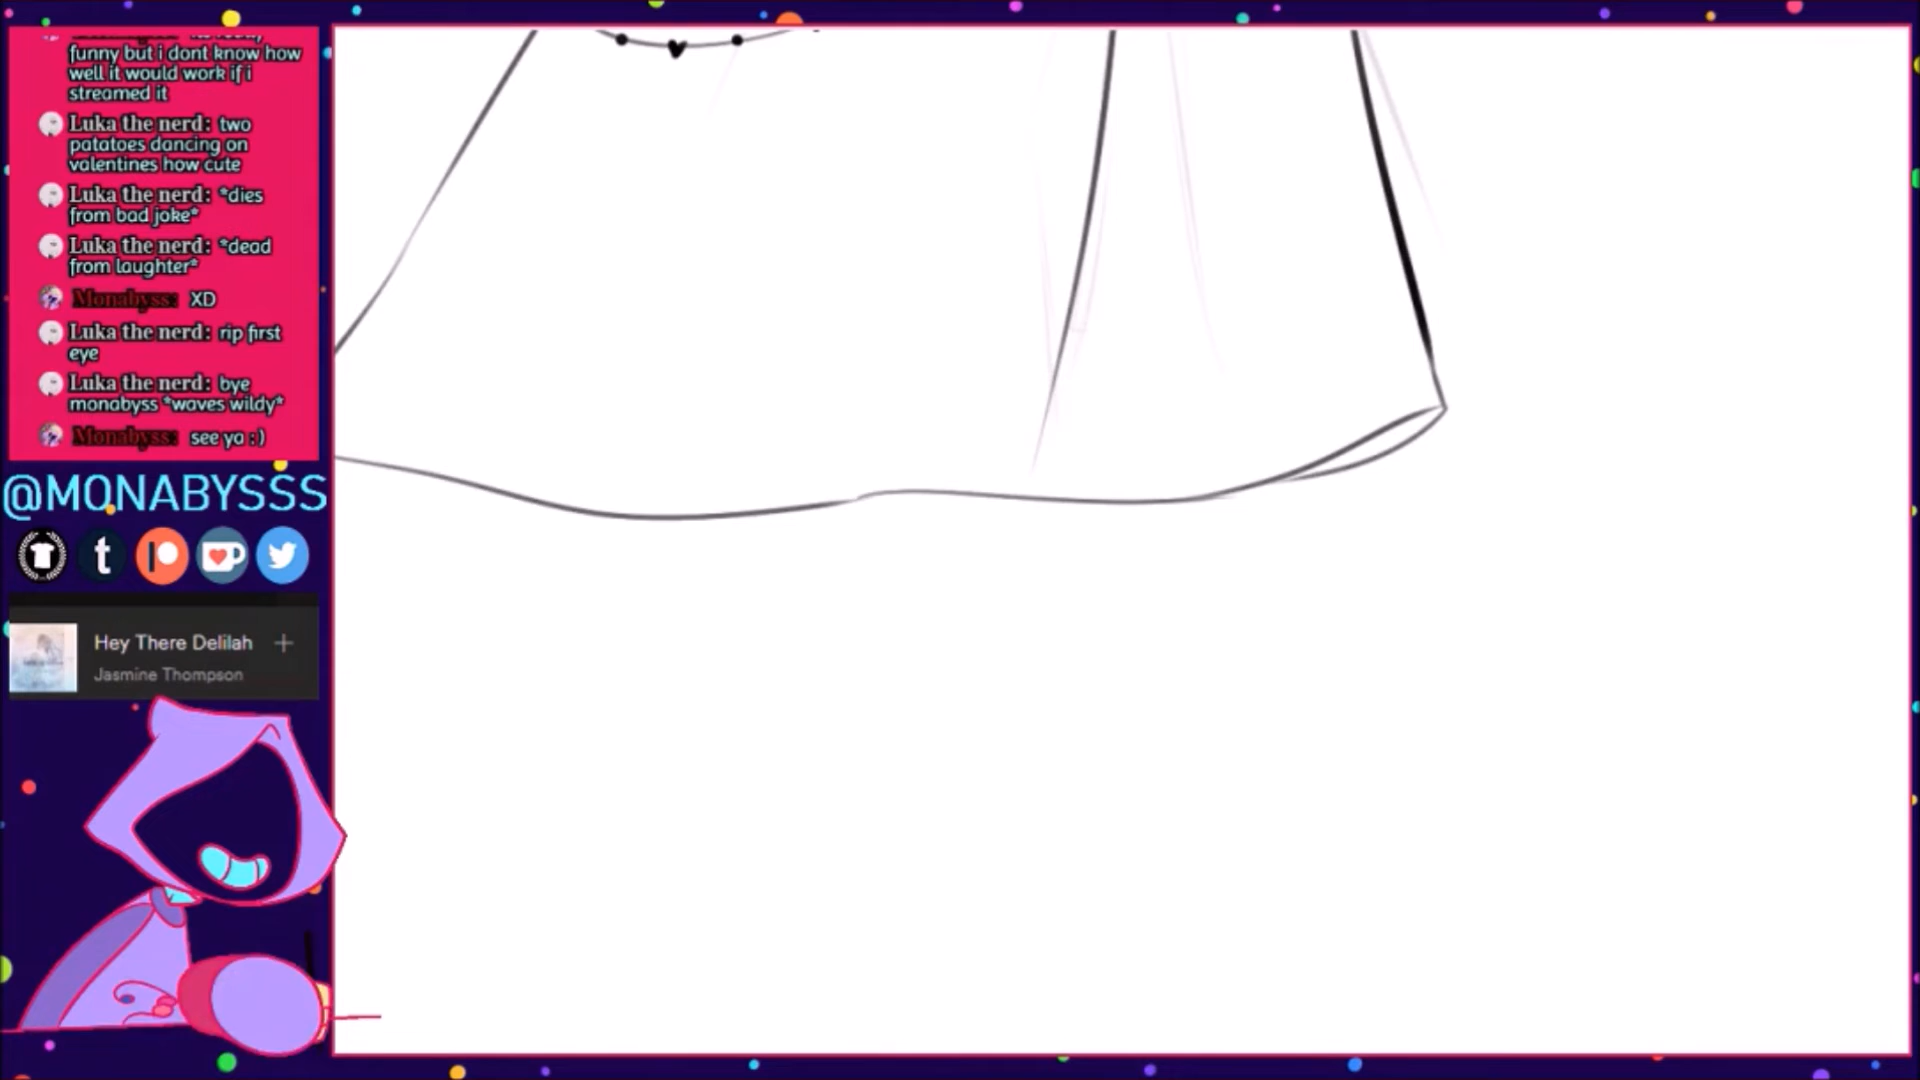 funny but i dont know how
well it would work if i
streamed it
Luka the nerd: two
patatoes dancing on
valentines how cute
Luka the nerd: *dies
from bad joke*
Luka the nerd: *dead
from laughter*
Monabyss: XD
Luka the nerd: rip first
eye
Luka the nerd: bye
monabyss *waves wildy*
Monabyss: see ya :)
@MONABYSSS
t
Hey There Delilah +
Jasmine Thompson